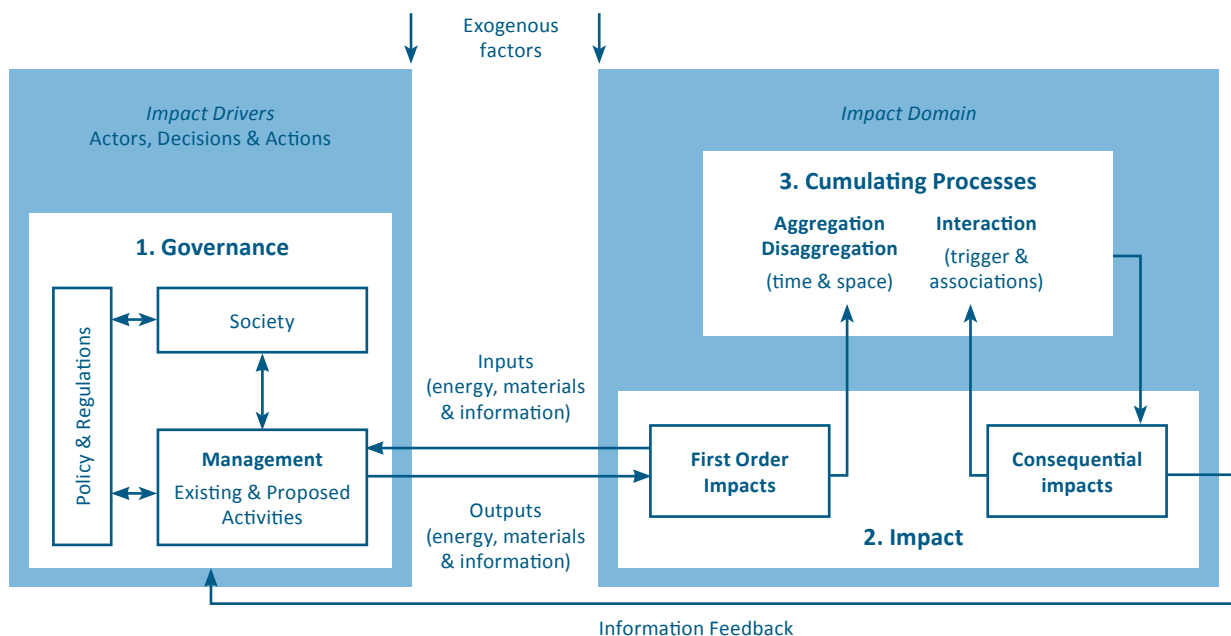 Exogenous
factors
Impact Drivers
Actors, Decisions & Actions
1. Governance
Policy & Regulations
Society
Management
Existing & Proposed
Activities
Inputs
(energy, materials
& information)
Outputs
(energy, materials
& information)
Impact Domain
3. Cumulating Processes
Aggregation
Disaggregation
(time & space)
Interaction
(trigger &
associations)
First Order
Impacts
Consequential
impacts
2. Impact
Information Feedback